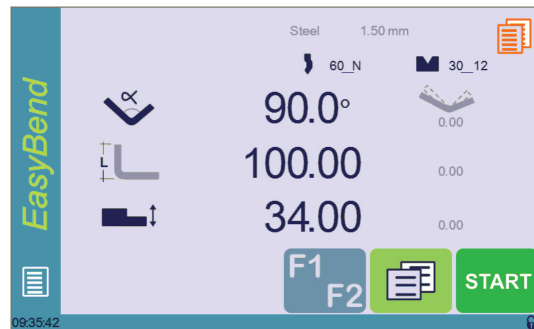 Steel 1.50 mm
60_N 30_12
EasyBend
α 90.0° 0.00
L 100.00 0.00
34.00 0.00
F1
F2
START
09:35:42